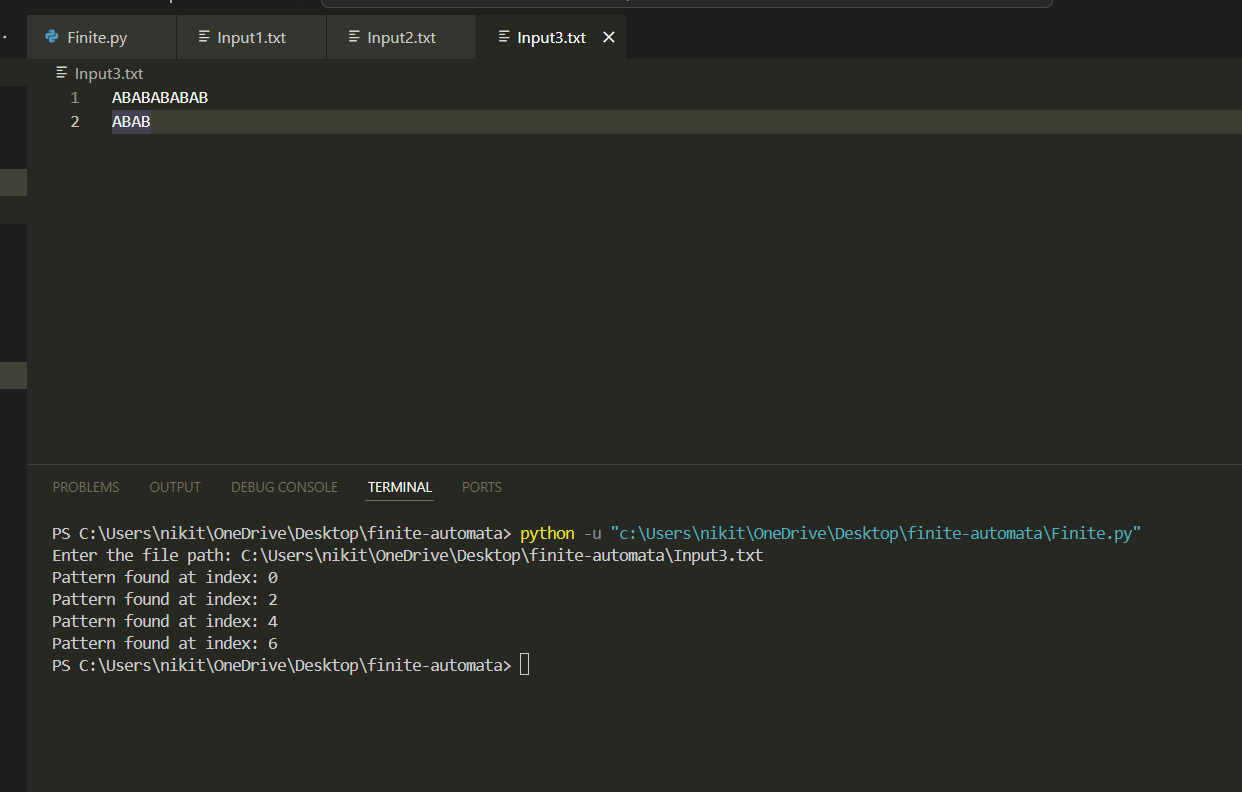 Finite.py Input1.txt Input2.txt Input3.txt
Input3.txt
1 ABABABABAB
2 ABAB
PROBLEMS OUTPUT DEBUG CONSOLE TERMINAL PORTS
PS C:\Users\nikit\OneDrive\Desktop\finite-automata> python -u "c:\Users\nikit\OneDrive\Desktop\finite-automata\Finite.py"
Enter the file path: C:\Users\nikit\OneDrive\Desktop\finite-automata\Input3.txt
Pattern found at index: 0
Pattern found at index: 2
Pattern found at index: 4
Pattern found at index: 6
PS C:\Users\nikit\OneDrive\Desktop\finite-automata>